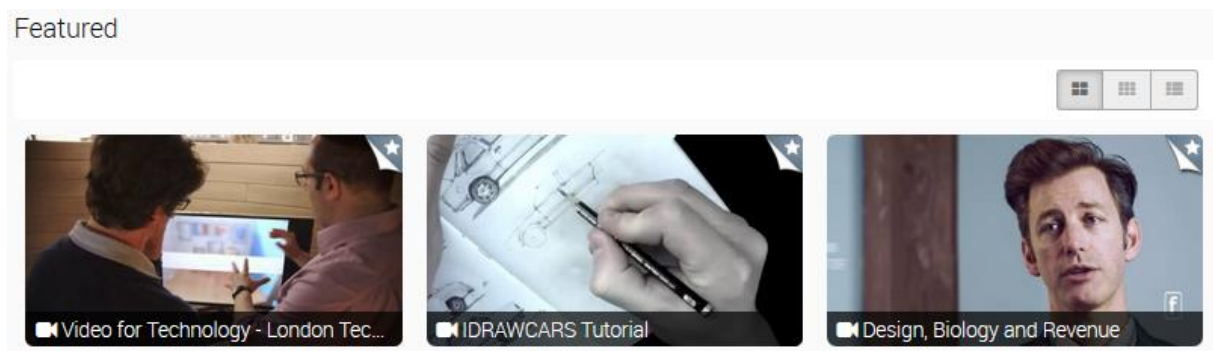 Featured
Video for Technology - London Tec...
IDRAWCARS Tutorial
Design, Biology and Revenue
f